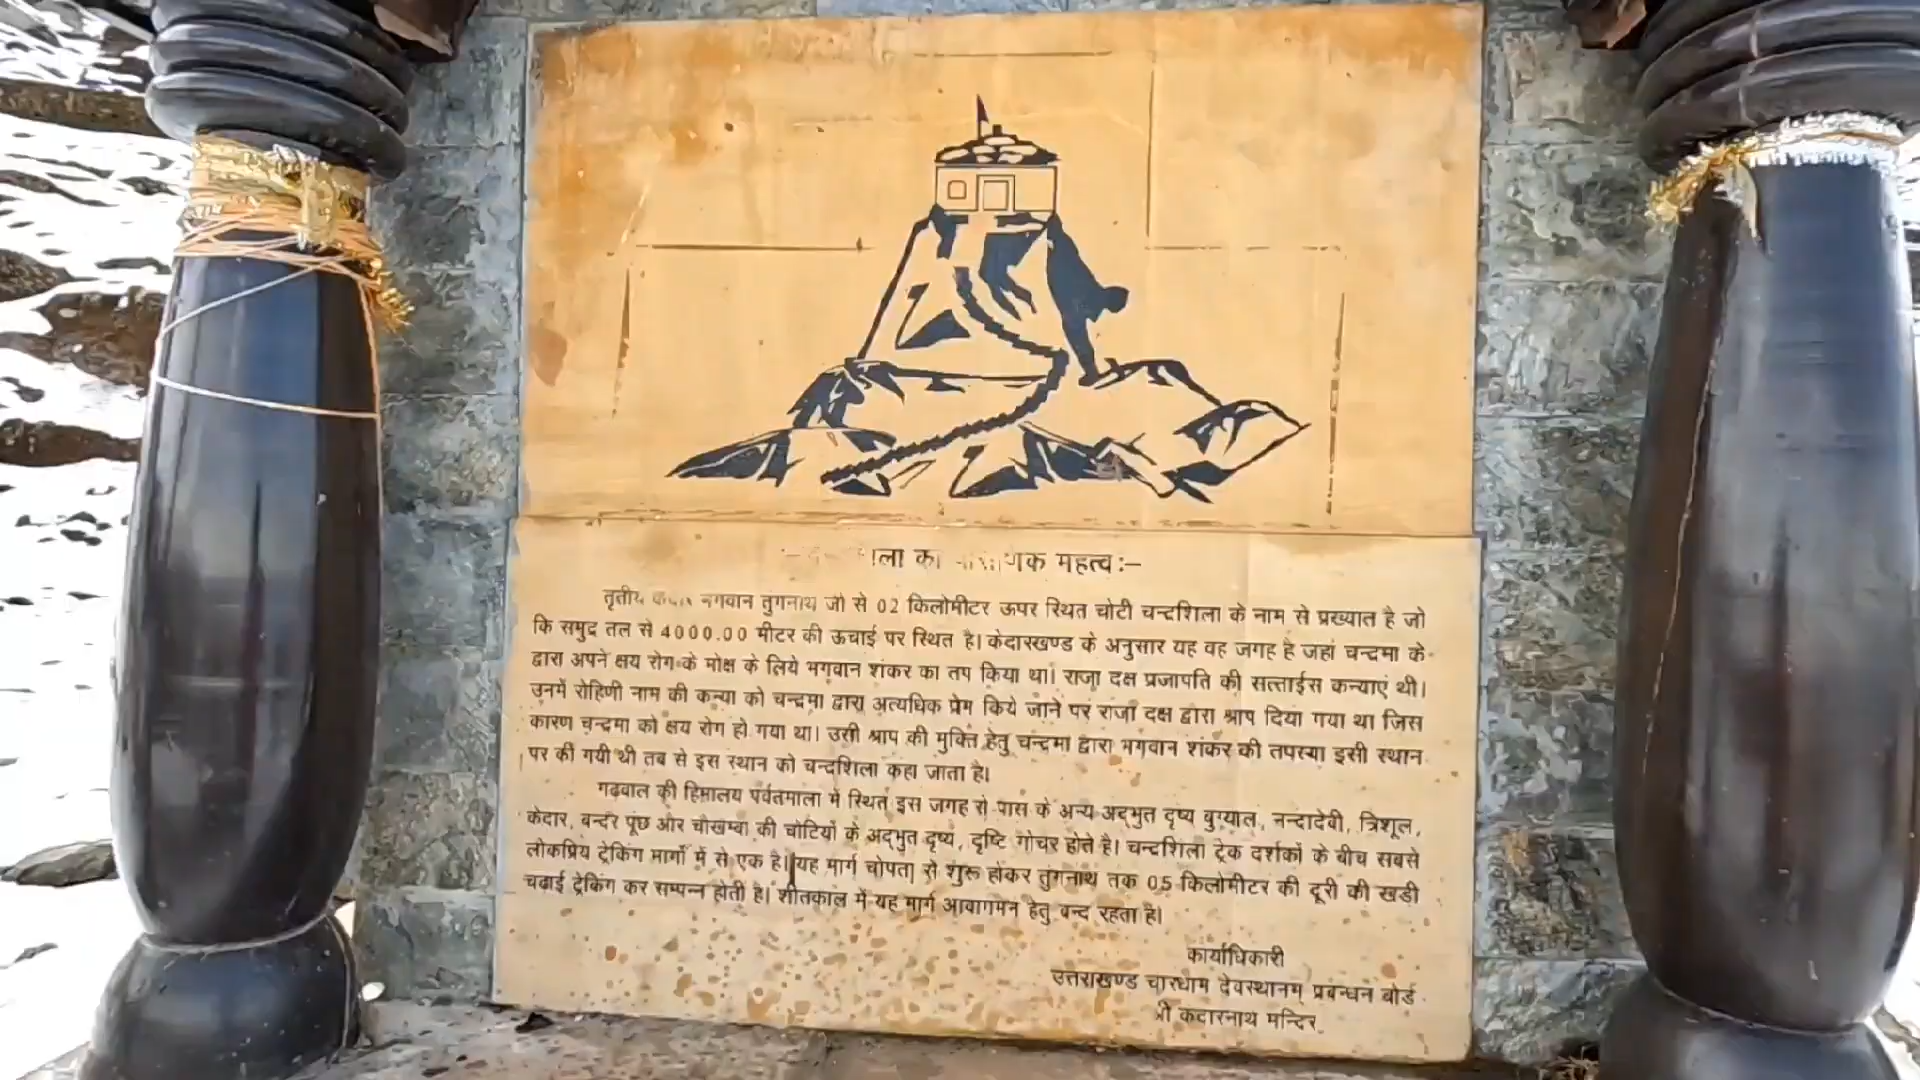 महत्व:–
तृतीय भगवान तुंगनाथ जी से 02 किलोमीटर ऊपर स्थित चोटी चन्द्रशिला के नाम से प्रख्यात है जो
कि समुद्र तल से 4000.00 मीटर की ऊचाई पर स्थित है। केदारखण्ड के अनुसार यह वह जगह है जहां चन्द्रमा के
द्वारा अपने क्षय रोग के मोक्ष के लिये भगवान शंकर का तप किया था। राजा दक्ष प्रजापति की सत्ताईस कन्याएं थी।
उनमें रोहिणी नाम की कन्या को चन्द्रमा द्वारा अत्यधिक प्रेम किये जाने पर राजा दक्ष द्वारा श्राप दिया गया था जिस
कारण चन्द्रमा को क्षय रोग हो गया था। उसी श्राप की मुक्ति हेतु चन्द्रमा द्वारा भगवान शंकर की तपस्या इसी स्थान
पर की गयी थी तब से इस स्थान को चन्द्रशिला कहा जाता है।
गढ़वाल की हिमालय पर्वतमाला में स्थित इस जगह से पास के अन्य अद्भुत दृष्य बुग्याल, नन्दादेवी, त्रिशूल,
केदार, बन्दर पूंछ और चौखम्बा की चोटियों के अद्भुत दृष्य, दृष्टि गोचर होते है। चन्द्रशिला ट्रेक दर्शकों के बीच सबसे
लोकप्रिय ट्रेकिंग मार्गो में से एक है। यह मार्ग चोपता से शुरू होकर तुंगनाथ तक 05 किलोमीटर की दूरी की खडी
चढाई ट्रेकिंग कर सम्पन्न होती है। शीतकाल में यह मार्ग आवागमन हेतु बन्द रहता है।
कार्याधिकारी
उत्तराखण्ड चारधाम देवस्थानम् प्रबन्धन बोर्ड
श्री केदारनाथ मन्दिर